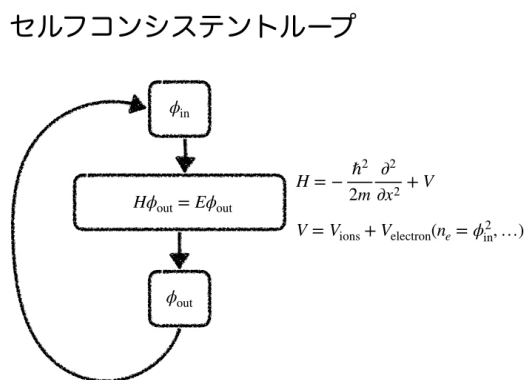 セルフコンシステントループ
ϕ_in
Hϕ_out = Eϕ_out
H = − ℏ²/2m ∂²/∂x² + V
V = V_ions + V_electron(n_e = ϕ_in², …)
ϕ_out